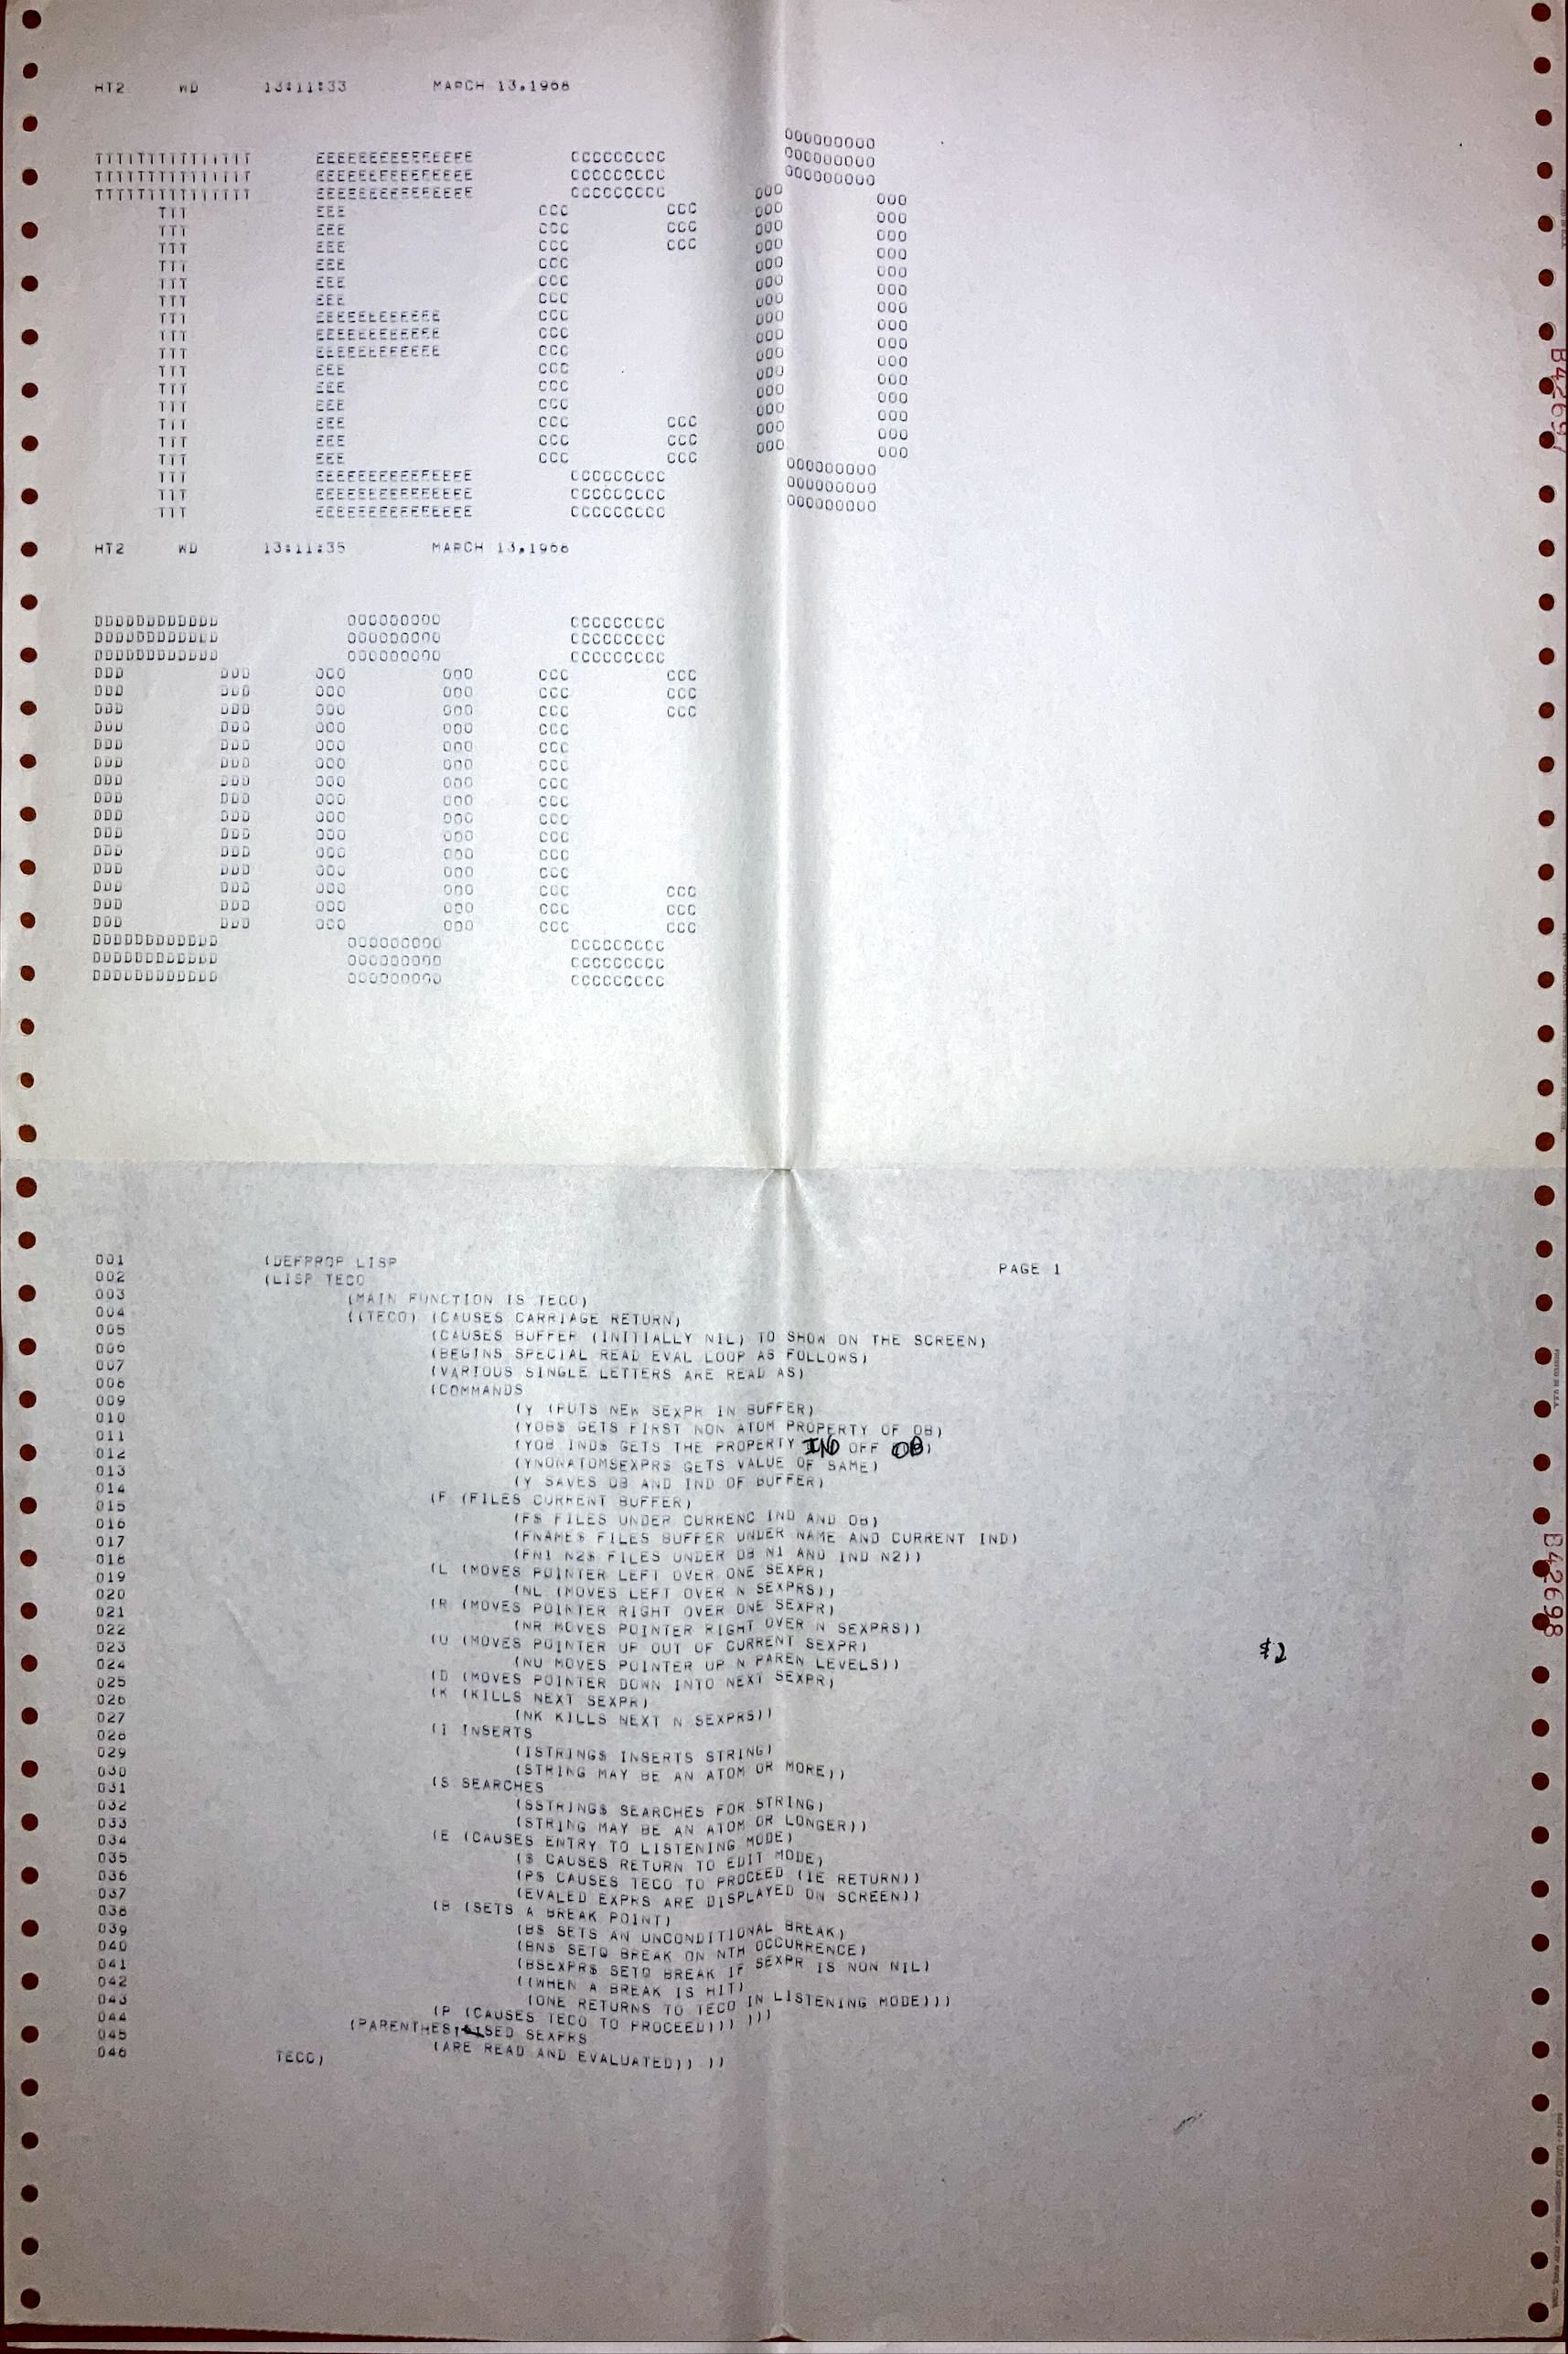 HT2 WD 13:11:33 MARCH 13,1968
TTTTTTTTTTTTTTT EEEEEEEEEEEEEEE CCCCCCCCC OOOOOOOOO
TTTTTTTTTTTTTTT EEEEEEEEEEEEEEE CCCCCCCCC OOOOOOOOO
TTTTTTTTTTTTTTT EEEEEEEEEEEEEEE CCCCCCCCC OOOOOOOOO
TTT EEE CCC CCC OOO OOO
TTT EEE CCC CCC OOO OOO
TTT EEE CCC CCC OOO OOO
TTT EEE CCC OOO OOO
TTT EEE CCC OOO OOO
TTT EEE CCC OOO OOO
TTT EEEEEEEEEEEE CCC OOO OOO
TTT EEEEEEEEEEEE CCC OOO OOO
TTT EEEEEEEEEEEE CCC OOO OOO
TTT EEE CCC OOO OOO
TTT EEE CCC OOO OOO
TTT EEE CCC OOO OOO
TTT EEE CCC CCC OOO OOO
TTT EEE CCC CCC OOO OOO
TTT EEE CCC CCC OOO OOO
TTT EEEEEEEEEEEEEEE CCCCCCCCC OOOOOOOOO
TTT EEEEEEEEEEEEEEE CCCCCCCCC OOOOOOOOO
TTT EEEEEEEEEEEEEEE CCCCCCCCC OOOOOOOOO
HT2 WD 13:11:35 MARCH 13,1968
DDDDDDDDDDDD OOOOOOOOO CCCCCCCCC
DDDDDDDDDDDD OOOOOOOOO CCCCCCCCC
DDDDDDDDDDDD OOOOOOOOO CCCCCCCCC
DDD DDD OOO OOO CCC CCC
DDD DDD OOO OOO CCC CCC
DDD DDD OOO OOO CCC CCC
DDD DDD OOO OOO CCC
DDD DDD OOO OOO CCC
DDD DDD OOO OOO CCC
DDD DDD OOO OOO CCC
DDD DDD OOO OOO CCC
DDD DDD OOO OOO CCC
DDD DDD OOO OOO CCC
DDD DDD OOO OOO CCC
DDD DDD OOO OOO CCC
DDD DDD OOO OOO CCC CCC
DDD DDD OOO OOO CCC CCC
DDD DDD OOO OOO CCC CCC
DDDDDDDDDDDD OOOOOOOOO CCCCCCCCC
DDDDDDDDDDDD OOOOOOOOO CCCCCCCCC
DDDDDDDDDDDD OOOOOOOOO CCCCCCCCC
001 (DEFPROP LISP PAGE 1
002 (LISP TECO
003 (MAIN FUNCTION IS TECO)
004 ((TECO) (CAUSES CARRIAGE RETURN)
005 (CAUSES BUFFER (INITIALLY NIL) TO SHOW ON THE SCREEN)
006 (BEGINS SPECIAL READ EVAL LOOP AS FOLLOWS)
007 (VARIOUS SINGLE LETTERS ARE READ AS)
008 (COMMANDS
009 (Y (PUTS NEW SEXPR IN BUFFER)
010 (YOB$ GETS FIRST NON ATOM PROPERTY OF OB)
011 (YOB IND$ GETS THE PROPERTY IND OFF OB)
012 (YNONATOMSEXPR$ GETS VALUE OF SAME)
013 (Y SAVES OB AND IND OF BUFFER)
014 (F (FILES CURRENT BUFFER)
015 (F$ FILES UNDER CURRENC IND AND OB)
016 (FNAME$ FILES BUFFER UNDER NAME AND CURRENT IND)
017 (FN1 N2$ FILES UNDER OB N1 AND IND N2))
018 (L (MOVES POINTER LEFT OVER ONE SEXPR)
019 (NL (MOVES LEFT OVER N SEXPRS))
020 (R (MOVES POINTER RIGHT OVER ONE SEXPR)
021 (NR MOVES POINTER RIGHT OVER N SEXPRS))
022 (U (MOVES POINTER UP OUT OF CURRENT SEXPR)
023 (NU MOVES POINTER UP N PAREN LEVELS)) $2
024 (D (MOVES POINTER DOWN INTO NEXT SEXPR)
025 (K (KILLS NEXT SEXPR)
026 (NK KILLS NEXT N SEXPRS))
027 (I INSERTS
028 (ISTRING$ INSERTS STRING)
029 (STRING MAY BE AN ATOM OR MORE))
030 (S SEARCHES
031 (SSTRING$ SEARCHES FOR STRING)
032 (STRING MAY BE AN ATOM OR LONGER))
033 (E (CAUSES ENTRY TO LISTENING MODE)
034 ($ CAUSES RETURN TO EDIT MODE)
035 (P$ CAUSES TECO TO PROCEED (IE RETURN))
036 (EVALED EXPRS ARE DISPLAYED ON SCREEN))
037 (B (SETS A BREAK POINT)
038 (B$ SETS AN UNCONDITIONAL BREAK)
039 (BN$ SETQ BREAK ON NTH OCCURRENCE)
040 (BSEXPR$ SETQ BREAK IF SEXPR IS NON NIL)
041 ((WHEN A BREAK IS HIT)
042 (ONE RETURNS TO TECO IN LISTENING MODE)))
043 (P (CAUSES TECO TO PROCEED))) )))
044 (PARENTHESISED SEXPRS
045 (ARE READ AND EVALUATED)) ))
046 TECO)
B42697
B42698